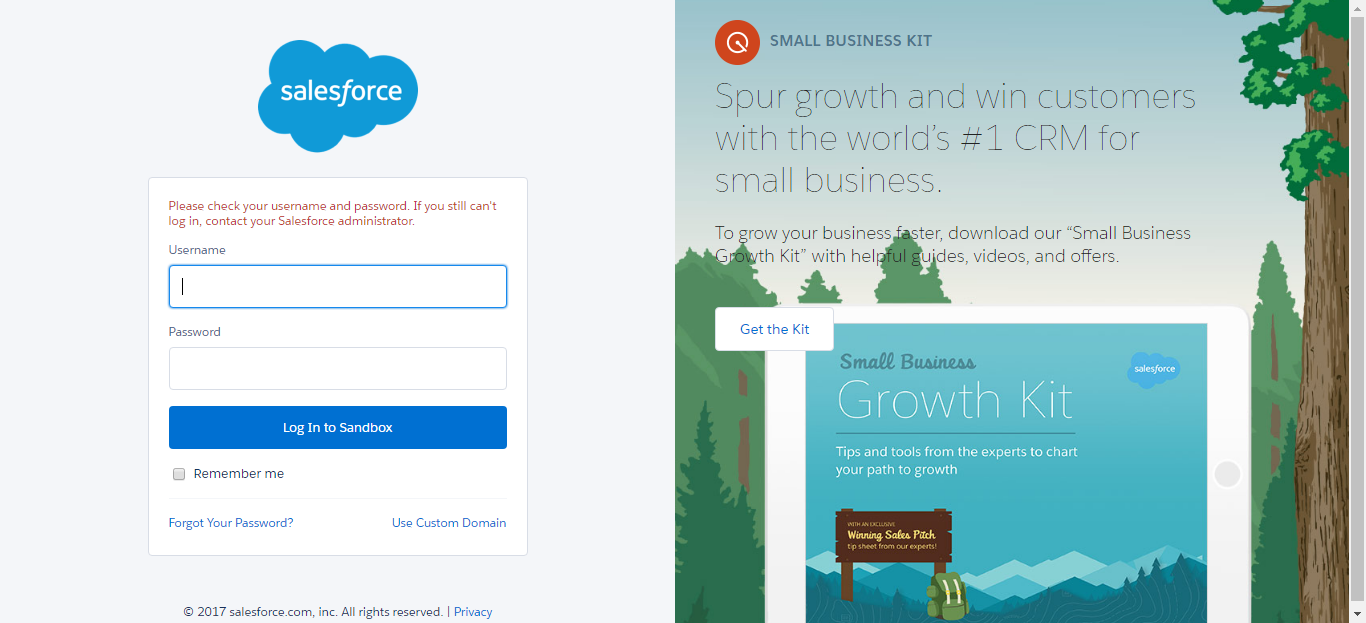 salesforce
Please check your username and password. If you still can't
log in, contact your Salesforce administrator.
Username
Password
Log In to Sandbox
Remember me
Forgot Your Password?
Use Custom Domain
© 2017 salesforce.com, inc. All rights reserved. | Privacy
SMALL BUSINESS KIT
Spur growth and win customers
with the world's #1 CRM for
small business.
To grow your business faster, download our “Small Business
Growth Kit” with helpful guides, videos, and offers.
Get the Kit
Small Business
salesforce
Growth Kit
Tips and tools from the experts to chart
your path to growth
WITH AN EXCLUSIVE
Winning Sales Pitch
tip sheet from our experts!